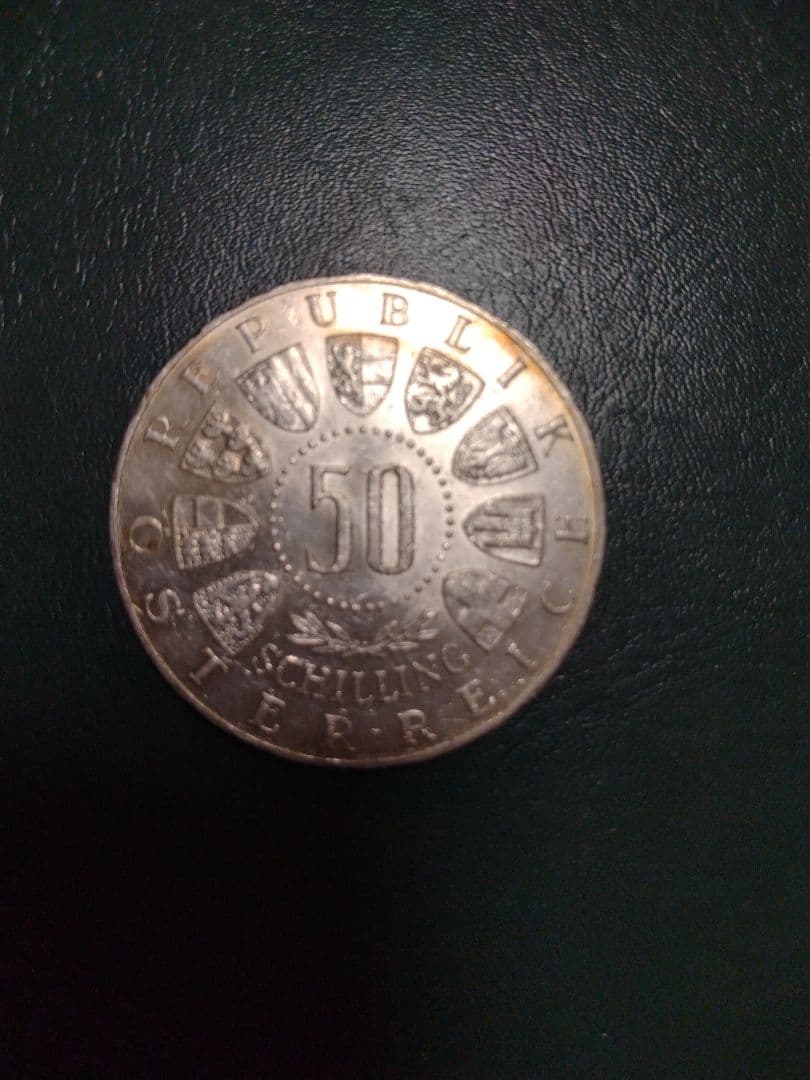 REPUBLIK
ÖSTERREICH
50
SCHILLING